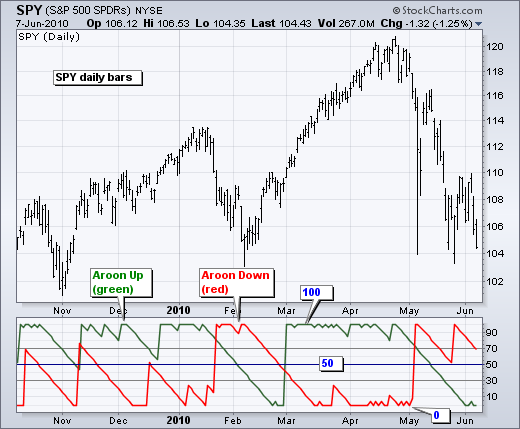 SPY (S&P 500 SPDRs) NYSE © StockCharts.com
7-Jun-2010 Op 106.12 Hi 106.53 Lo 104.35 Last 104.43 Vol 267.0M Chg -1.32 (-1.25%)
SPY (Daily)
SPY daily bars
120
118
116
114
112
110
108
106
104
102
Aroon Up
(green)
Aroon Down
(red)
100
Nov Dec 2010 Feb Mar Apr May Jun
90
70
50
30
10
50
0
Nov Dec 2010 Feb Mar Apr May Jun